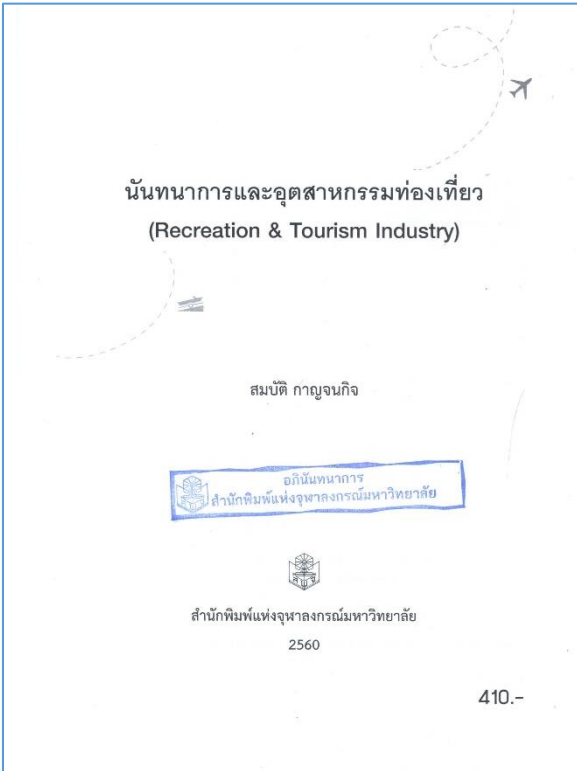 นันทนาการและอุตสาหกรรมท่องเที่ยว
(Recreation & Tourism Industry)
สมบัติ กาญจนกิจ
อภินันทนาการ
สำนักพิมพ์แห่งจุฬาลงกรณ์มหาวิทยาลัย
สำนักพิมพ์แห่งจุฬาลงกรณ์มหาวิทยาลัย
2560
410.-